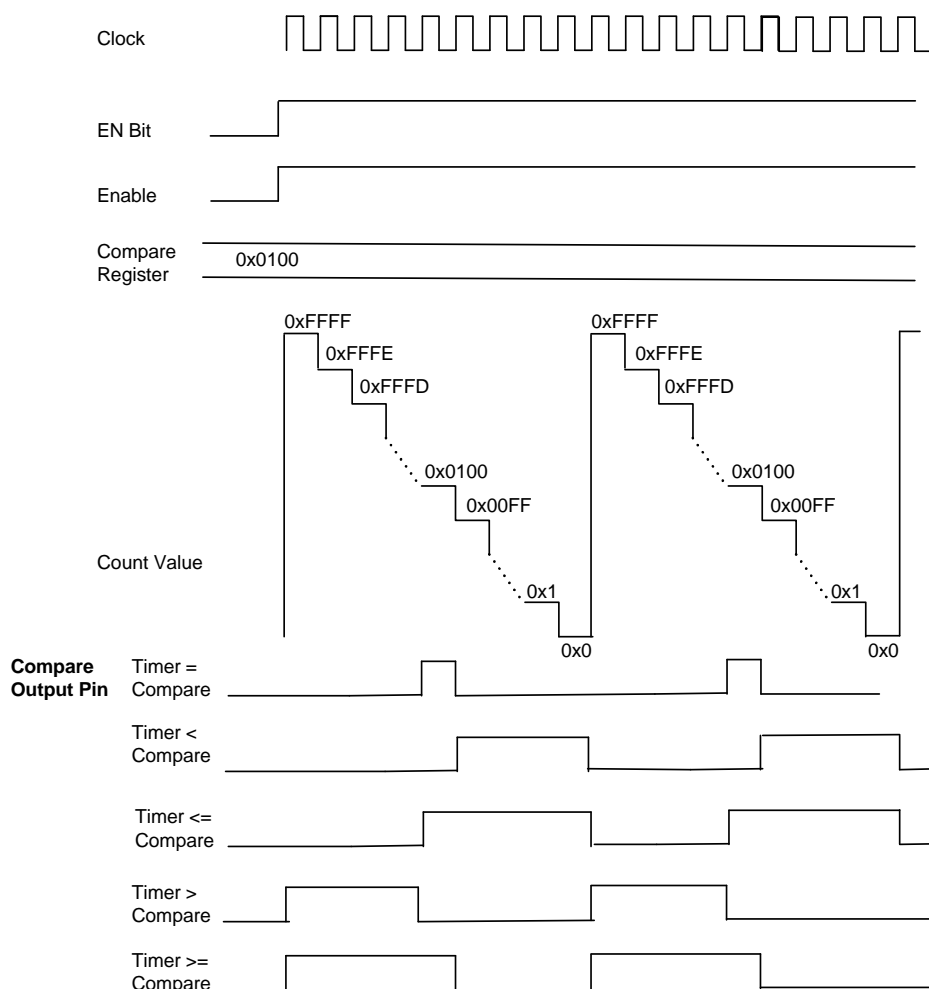 Clock
EN Bit
Enable
Compare
Register
0x0100
0xFFFF
0xFFFE
0xFFFD
0x0100
0x00FF
0x1
0x0
0xFFFF
0xFFFE
0xFFFD
0x0100
0x00FF
0x1
0x0
Count Value
Compare
Output Pin
Timer =
Compare
Timer <
Compare
Timer <=
Compare
Timer >
Compare
Timer >=
Compare